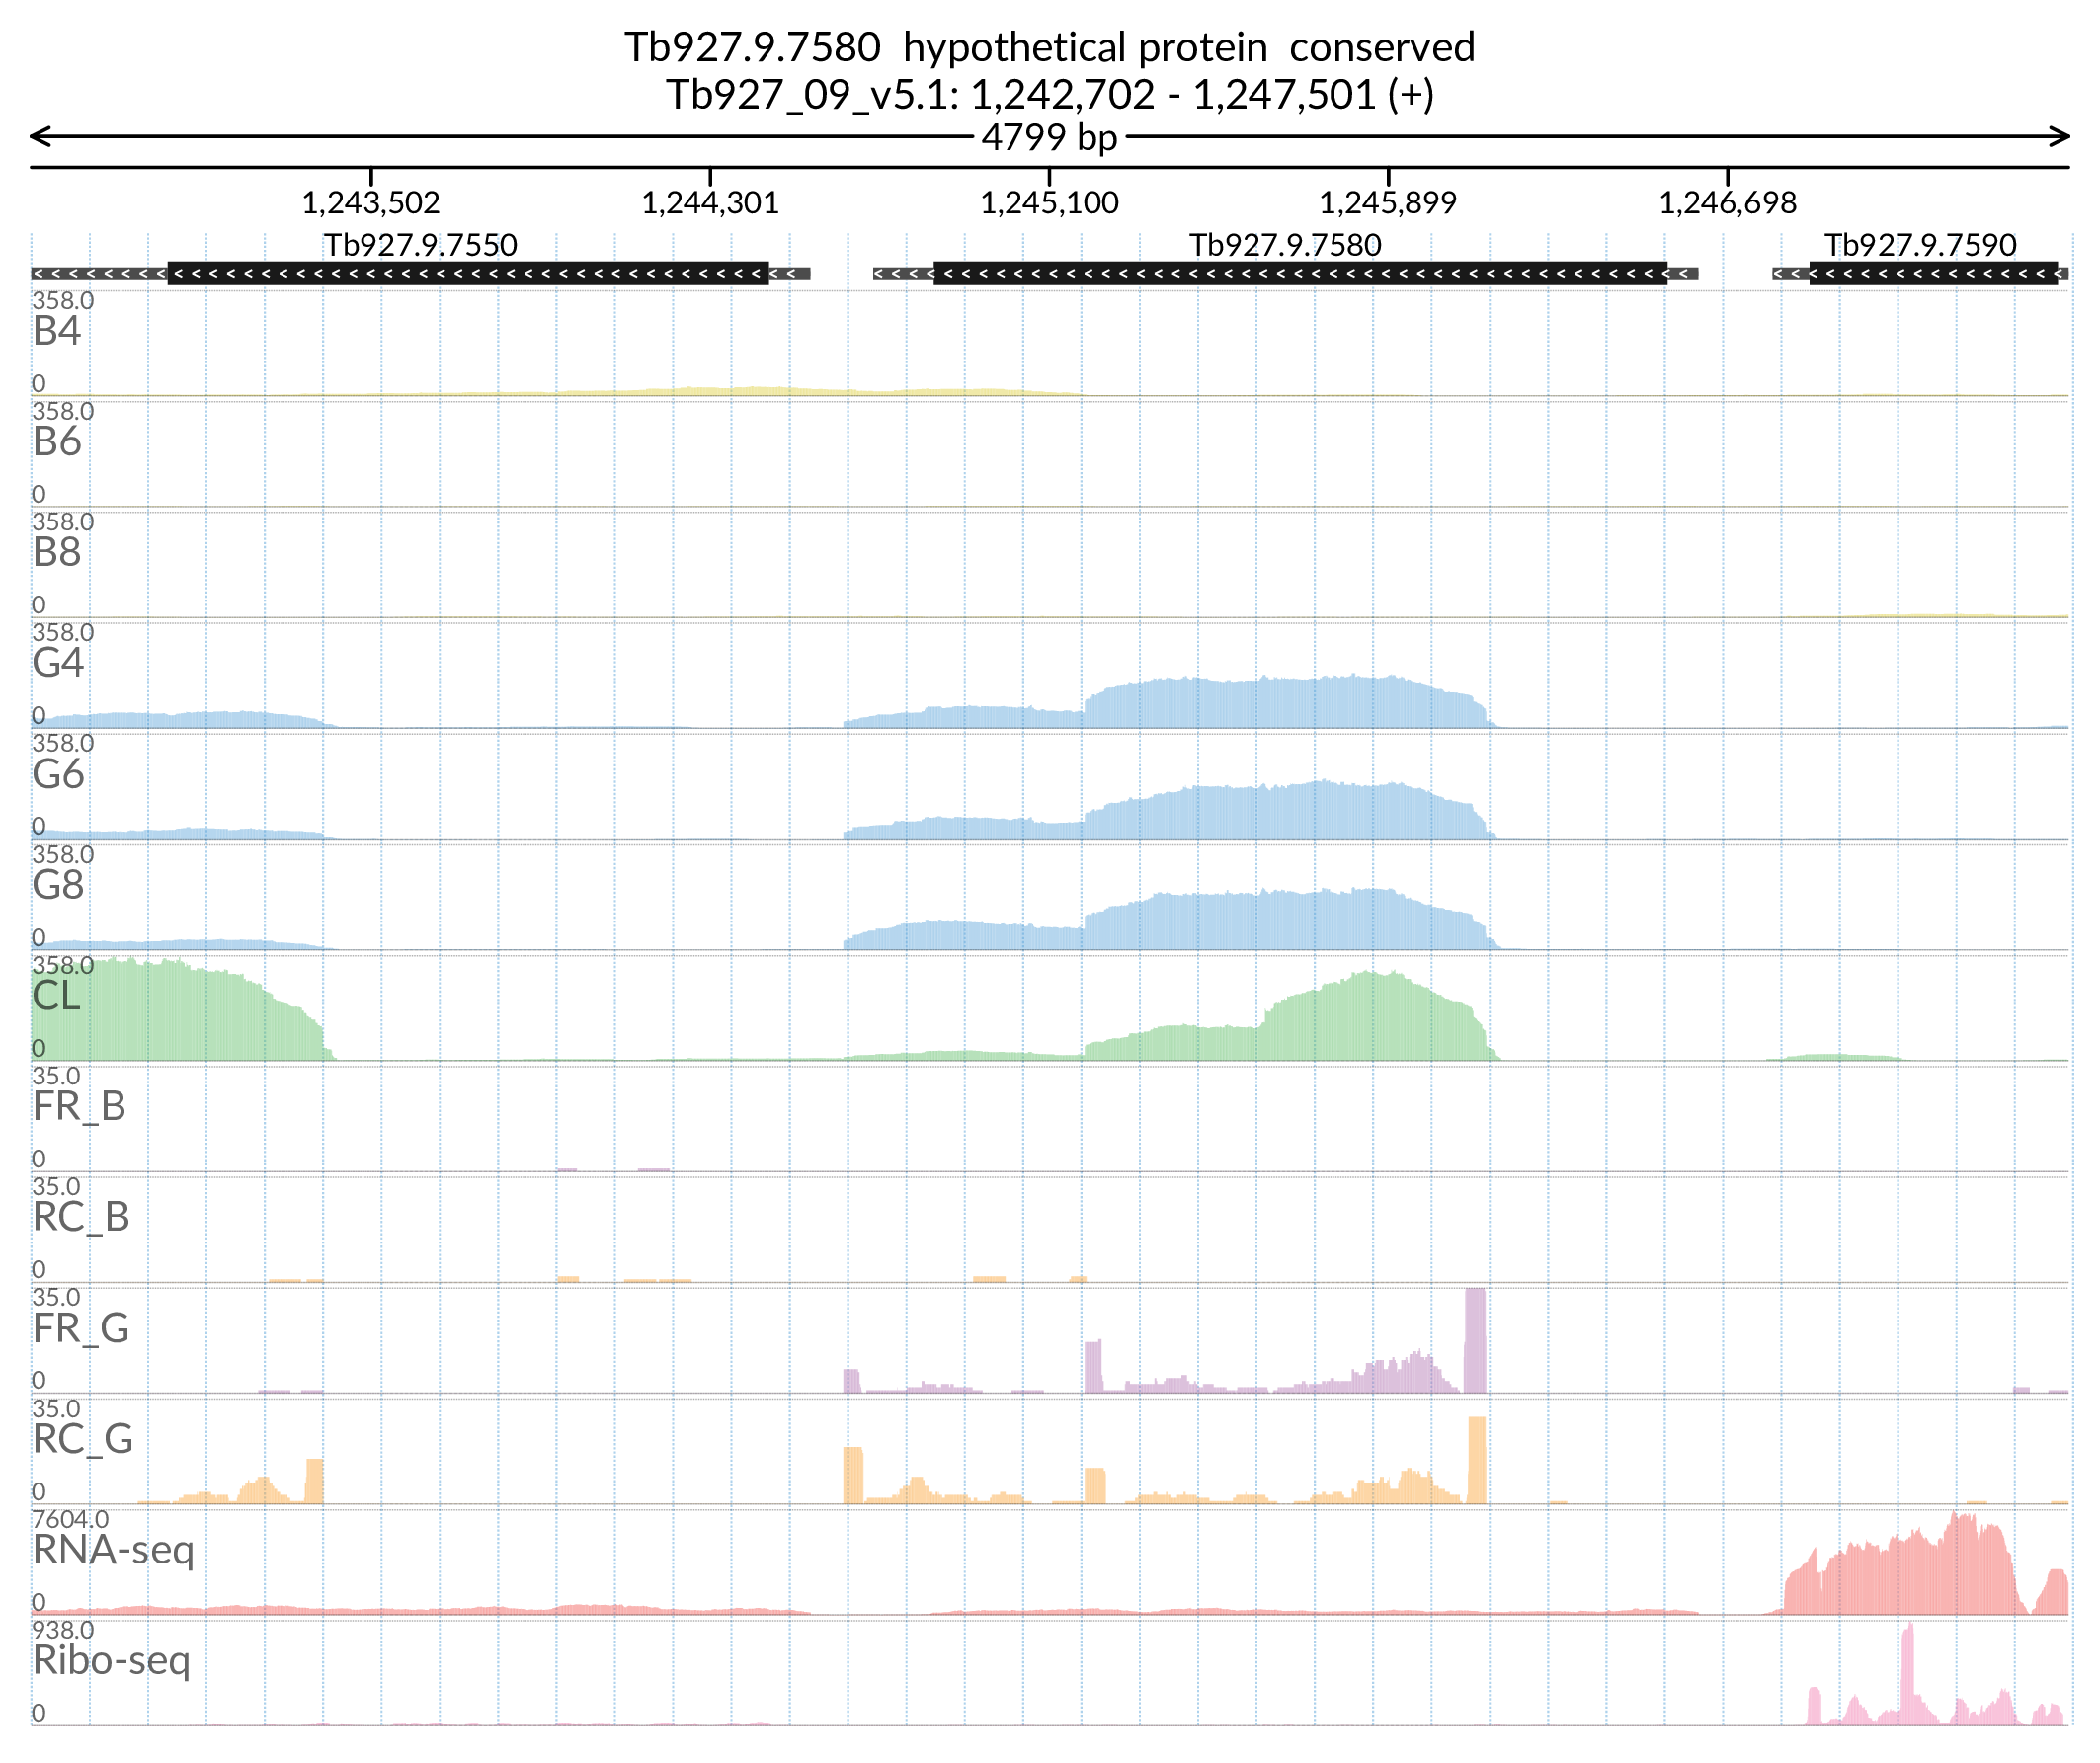 Tb927.9.7580 hypothetical protein conserved
Tb927_09_v5.1: 1,242,702 - 1,247,501 (+)
4799 bp
1,243,502 1,244,301 1,245,100 1,245,899 1,246,698
Tb927.9.7550 Tb927.9.7580 Tb927.9.7590
358.0
B4
0
358.0
B6
0
358.0
B8
0
358.0
G4
0
358.0
G6
0
358.0
G8
0
358.0
CL
0
35.0
FR_B
0
35.0
RC_B
0
35.0
FR_G
0
35.0
RC_G
0
7604.0
RNA-seq
0
938.0
Ribo-seq
0